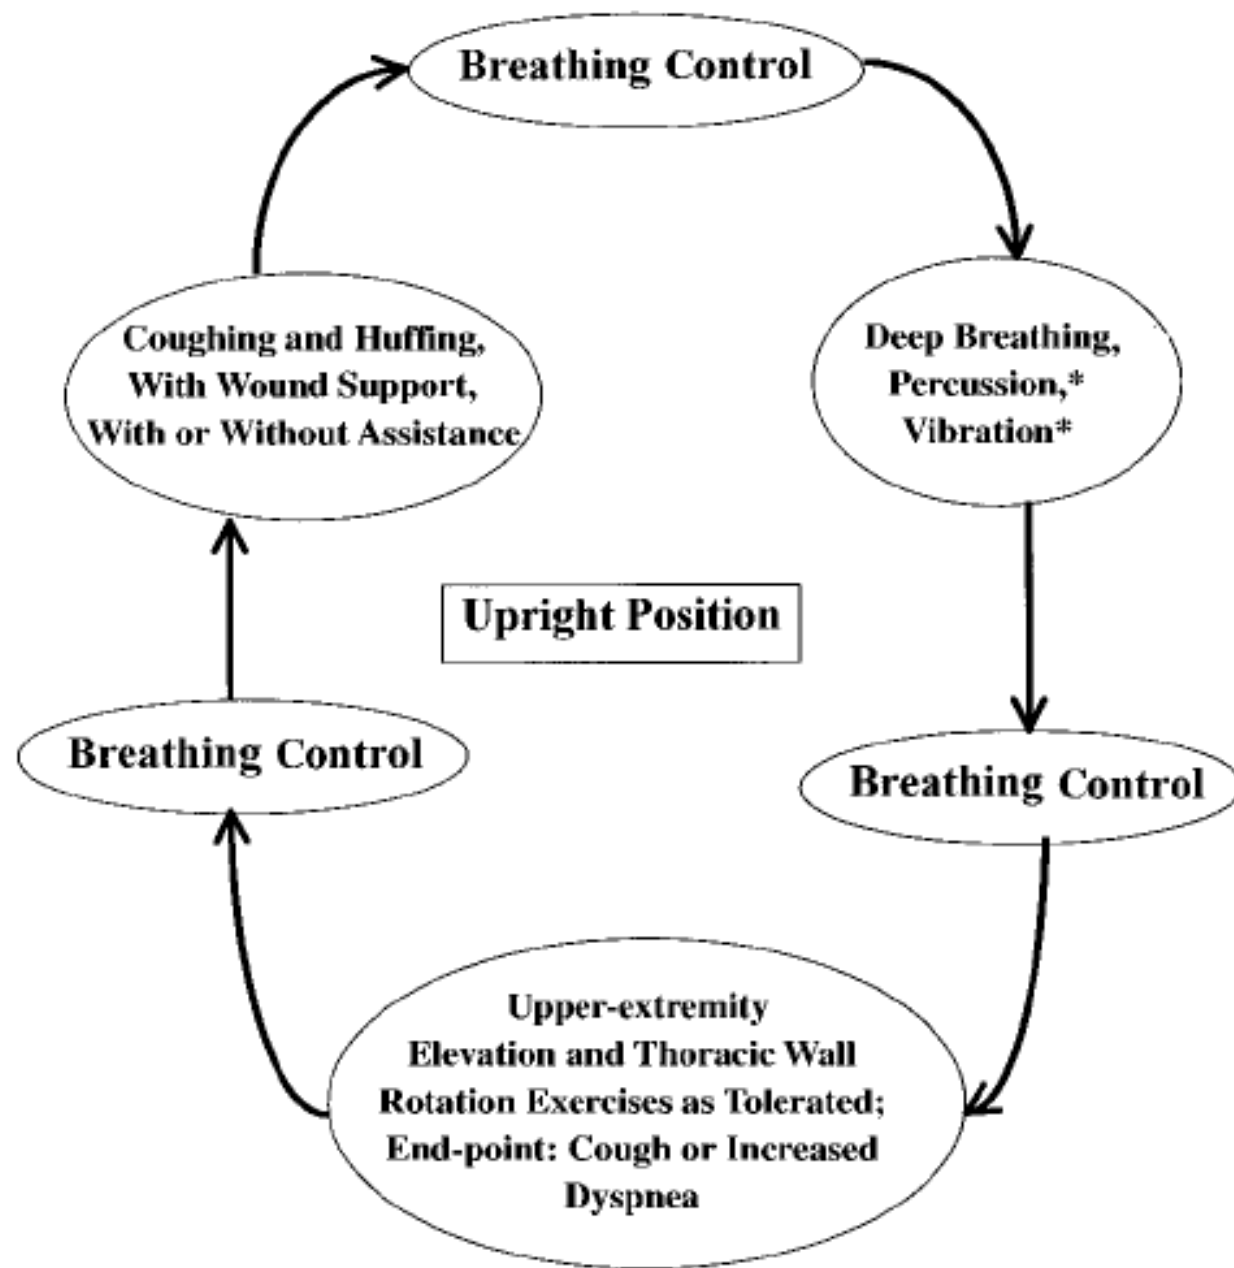 Breathing Control
Deep Breathing,
Percussion,*
Vibration*
Breathing Control
Upper-extremity
Elevation and Thoracic Wall
Rotation Exercises as Tolerated;
End-point: Cough or Increased
Dyspnea
Breathing Control
Coughing and Huffing,
With Wound Support,
With or Without Assistance
Upright Position